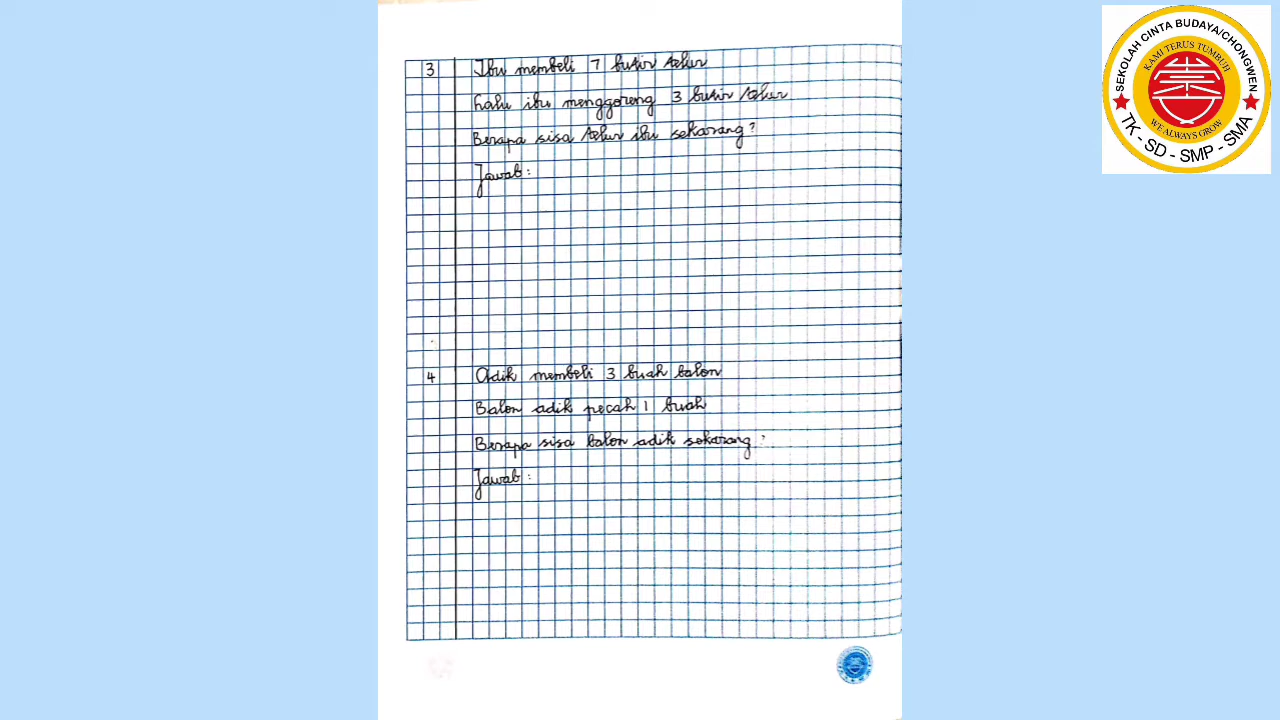 3 Ibu membeli 7 butir telur
Lalu ibu menggoreng 3 butir telur
Berapa sisa telur ibu sekarang?
Jawab:
4 Adik membeli 3 buah balon
Balon adik pecah 1 buah
Berapa sisa balon adik sekarang?
Jawab:
SEKOLAH CINTA BUDAYA/CHONGWEN
KAMI TERUS TUMBUH
WE ALWAYS GROW
TK - SD - SMP - SMA